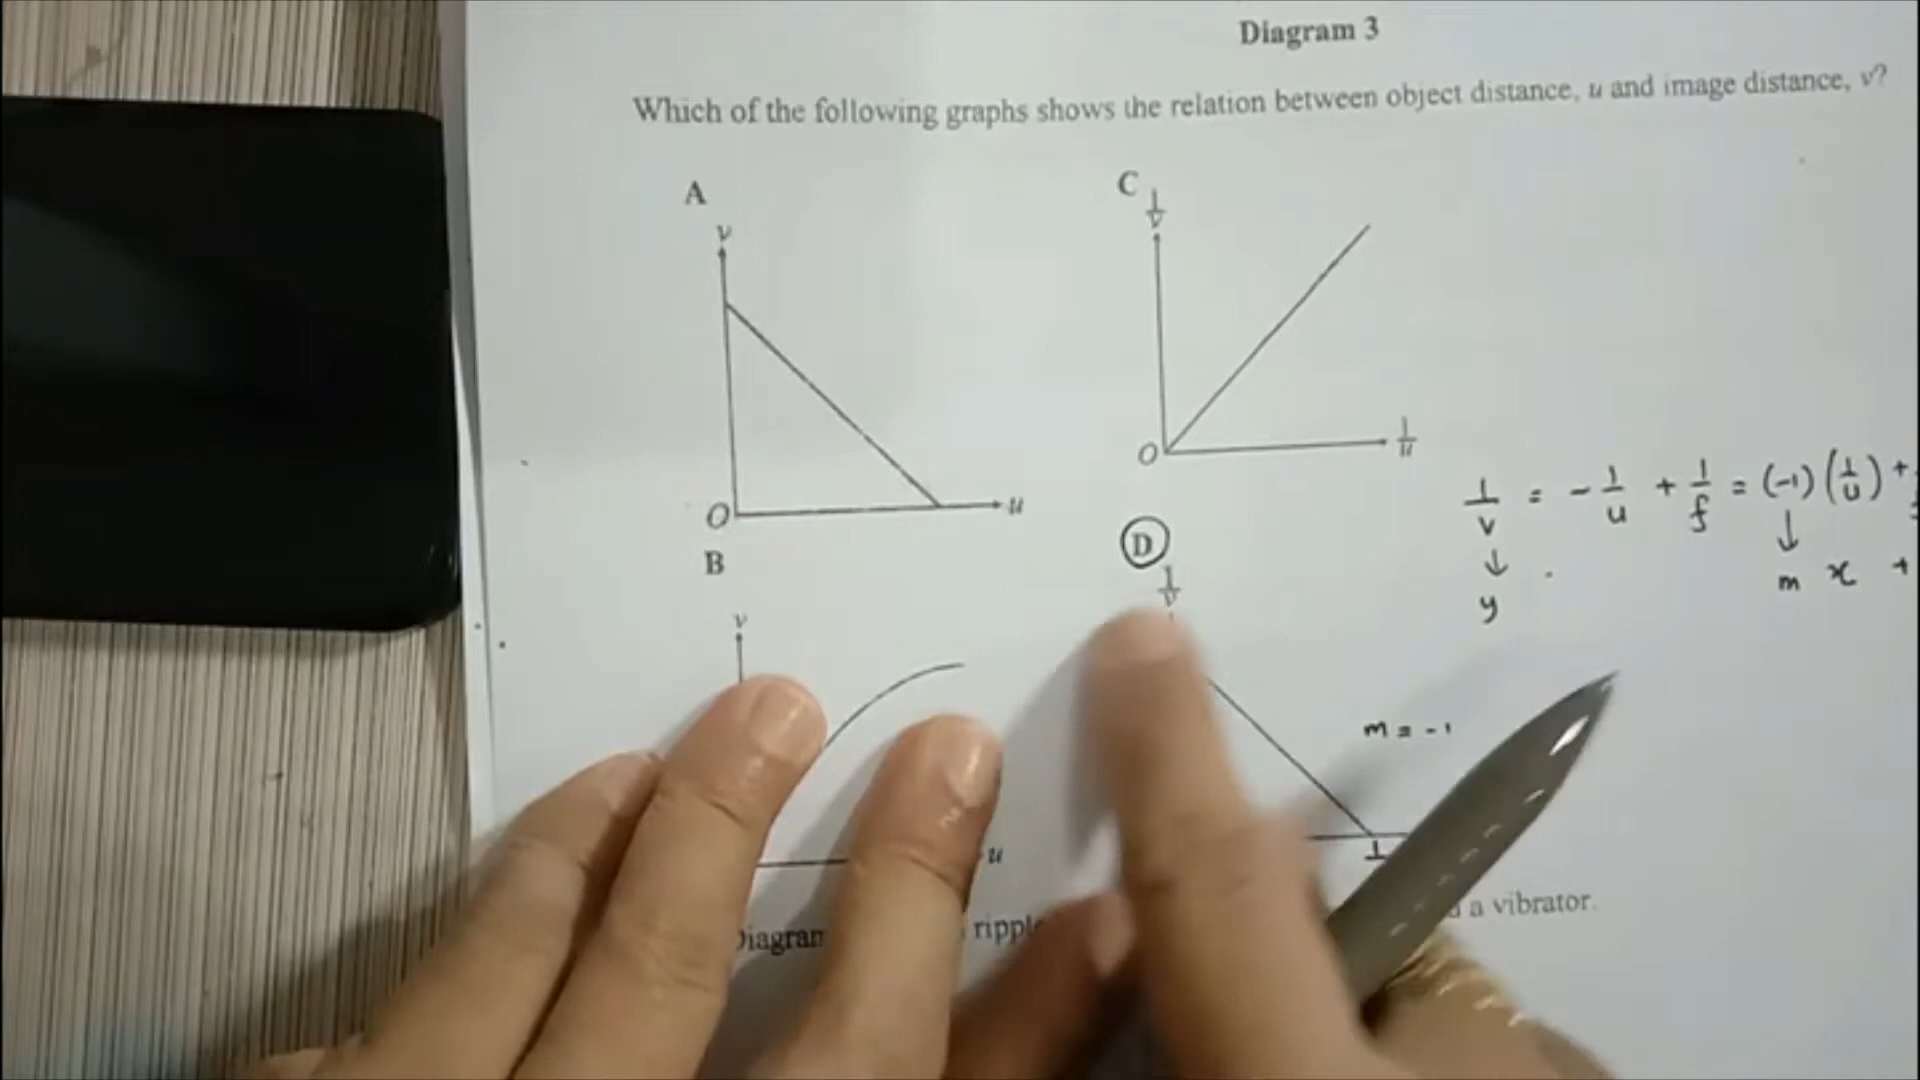 Diagram 3
Which of the following graphs shows the relation between object distance, u and image distance, v?
A
v
O
u
C
1/v
O
1/u
B
v
u
D
1/v
1/v = - 1/u + 1/f = (-1) (1/u) +
↓ ↓
y m x +
m = -1
a vibrator.